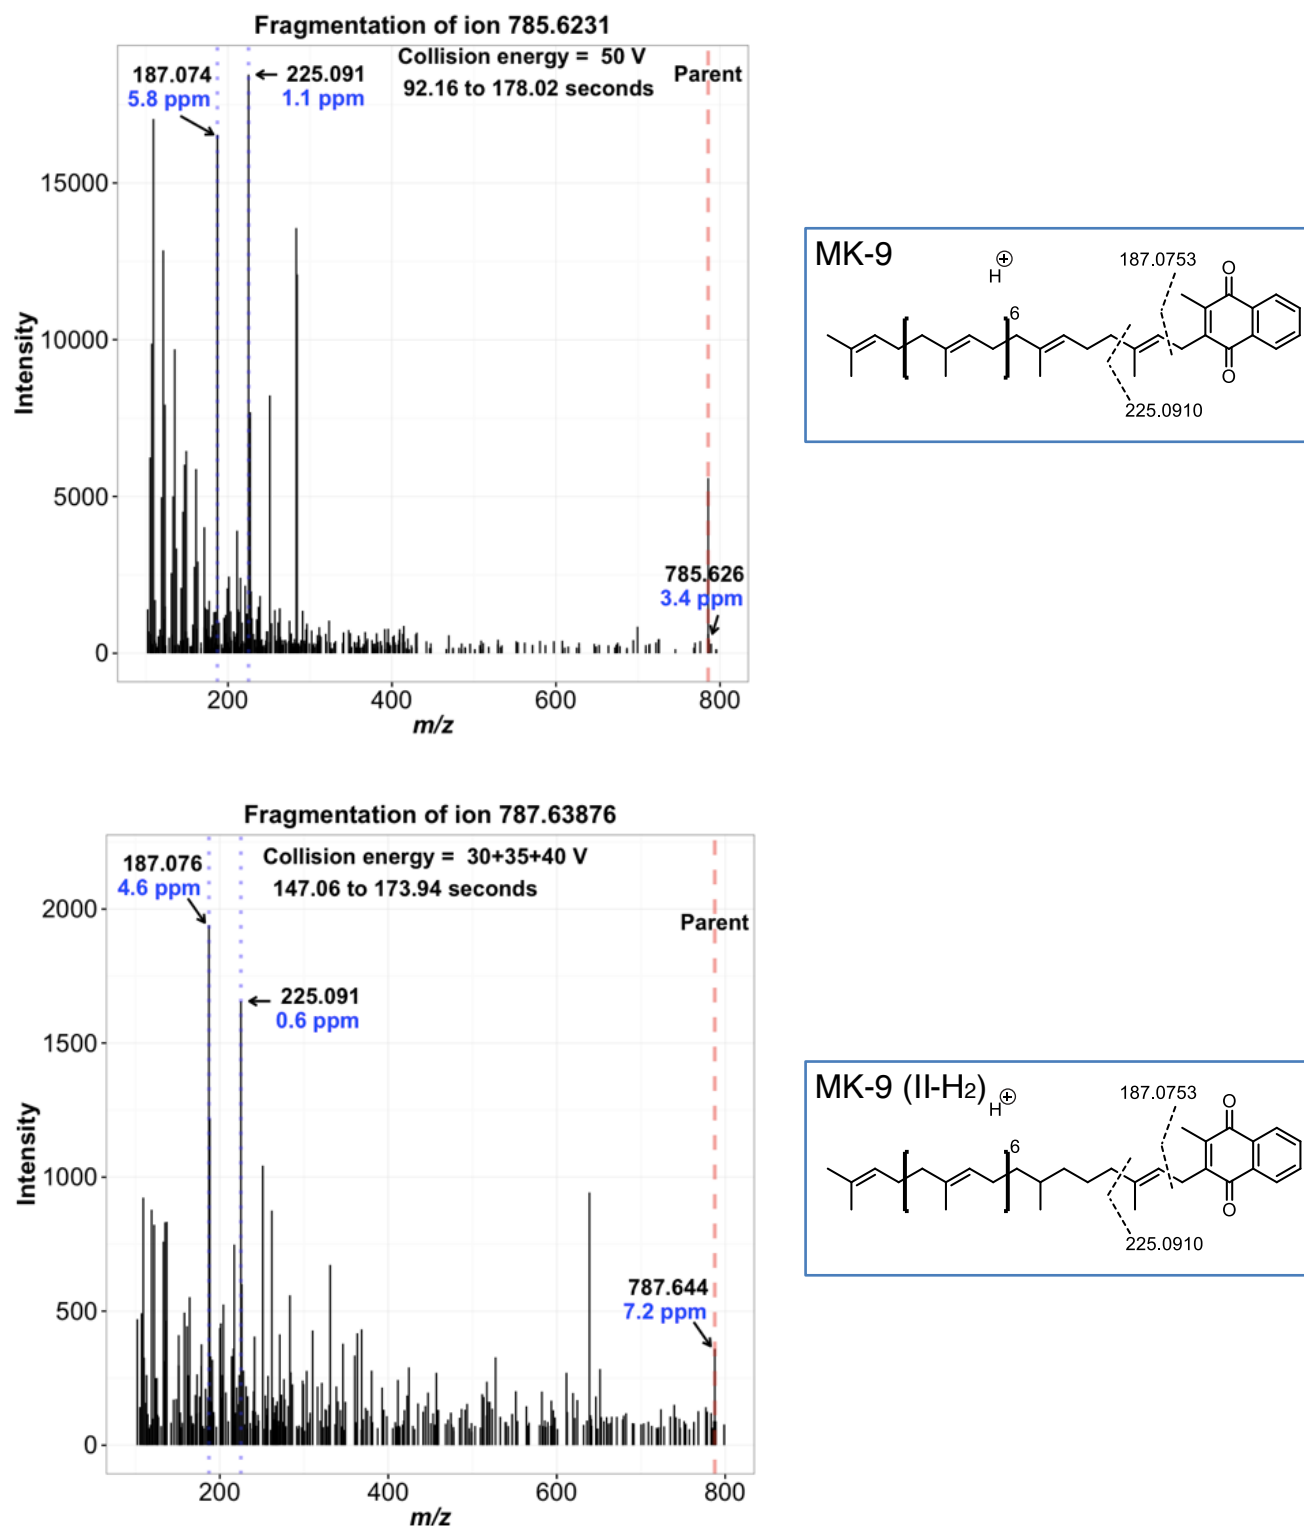 Fragmentation of ion 785.6231
Collision energy = 50 V
92.16 to 178.02 seconds
Parent
187.074
5.8 ppm
225.091
1.1 ppm
785.626
3.4 ppm
Intensity
15000
10000
5000
0
200 400 600 800
m/z
MK-9
H +
187.0753
O
6
O
225.0910
Fragmentation of ion 787.63876
Collision energy = 30+35+40 V
147.06 to 173.94 seconds
Parent
187.076
4.6 ppm
225.091
0.6 ppm
787.644
7.2 ppm
Intensity
2000
1500
1000
500
0
200 400 600 800
m/z
MK-9 (II-H2)
H +
187.0753
O
6
O
225.0910